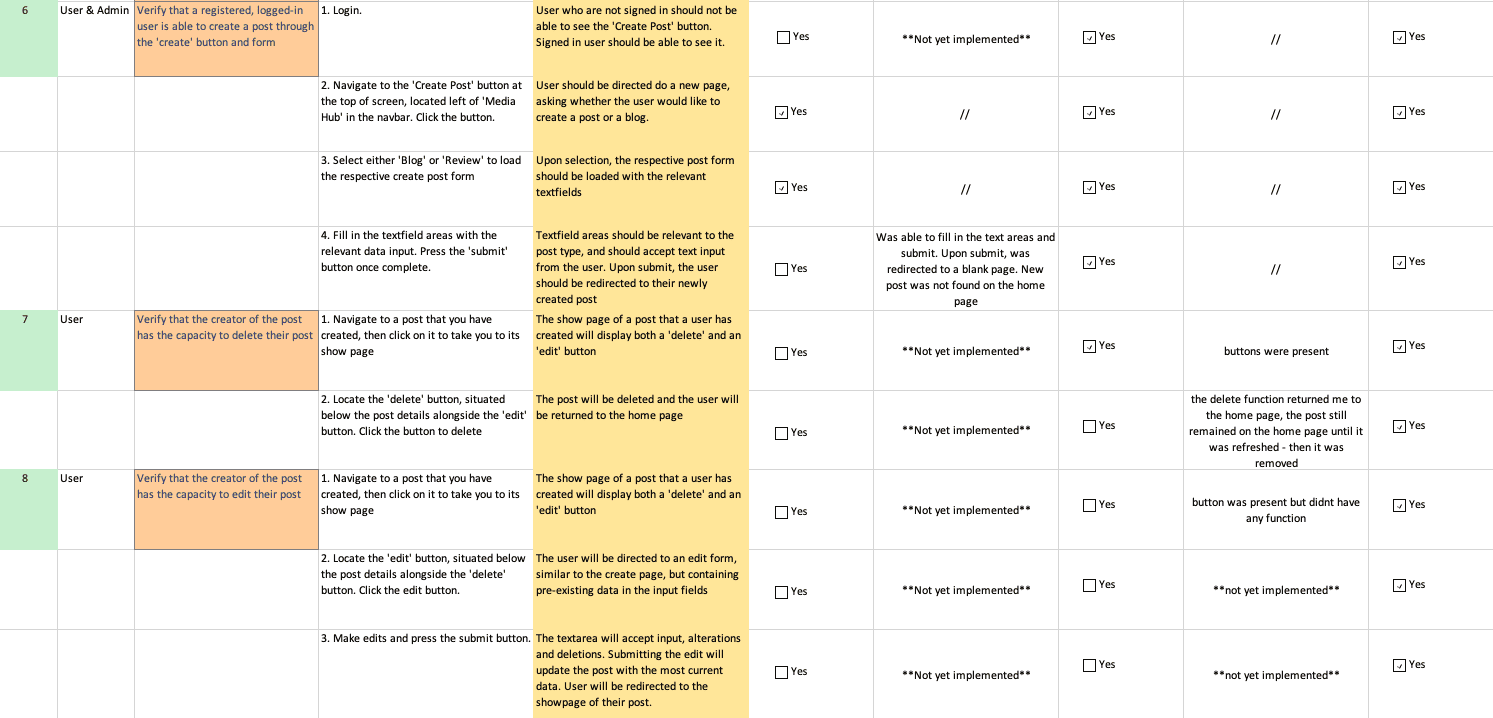 6
User & Admin
Verify that a registered, logged-in
user is able to create a post through
the 'create' button and form
1. Login.
User who are not signed in should not be
able to see the 'Create Post' button.
Signed in user should be able to see it.
Yes
**Not yet implemented**
Yes
//
Yes
2. Navigate to the 'Create Post' button at
the top of screen, located left of 'Media
Hub' in the navbar. Click the button.
User should be directed do a new page,
asking whether the user would like to
create a post or a blog.
Yes
//
Yes
//
Yes
3. Select either 'Blog' or 'Review' to load
the respective create post form
Upon selection, the respective post form
should be loaded with the relevant
textfields
Yes
//
Yes
//
Yes
4. Fill in the textfield areas with the
relevant data input. Press the 'submit'
button once complete.
Textfield areas should be relevant to the
post type, and should accept text input
from the user. Upon submit, the user
should be redirected to their newly
created post
Yes
Was able to fill in the text areas and
submit. Upon submit, was
redirected to a blank page. New
post was not found on the home
page
Yes
//
Yes
7
User
Verify that the creator of the post
has the capacity to delete their post
1. Navigate to a post that you have
created, then click on it to take you to its
show page
The show page of a post that a user has
created will display both a 'delete' and an
'edit' button
Yes
**Not yet implemented**
Yes
buttons were present
Yes
2. Locate the 'delete' button, situated
below the post details alongside the 'edit'
button. Click the button to delete
The post will be deleted and the user will
be returned to the home page
Yes
**Not yet implemented**
Yes
the delete function returned me to
the home page, the post still
remained on the home page until it
was refreshed - then it was
removed
Yes
8
User
Verify that the creator of the post
has the capacity to edit their post
1. Navigate to a post that you have
created, then click on it to take you to its
show page
The show page of a post that a user has
created will display both a 'delete' and an
'edit' button
Yes
**Not yet implemented**
Yes
button was present but didnt have
any function
Yes
2. Locate the 'edit' button, situated below
the post details alongside the 'delete'
button. Click the edit button.
The user will be directed to an edit form,
similar to the create page, but containing
pre-existing data in the input fields
Yes
**Not yet implemented**
Yes
**not yet implemented**
Yes
3. Make edits and press the submit button.
The textarea will accept input, alterations
and deletions. Submitting the edit will
update the post with the most current
data. User will be redirected to the
showpage of their post.
Yes
**Not yet implemented**
Yes
**not yet implemented**
Yes